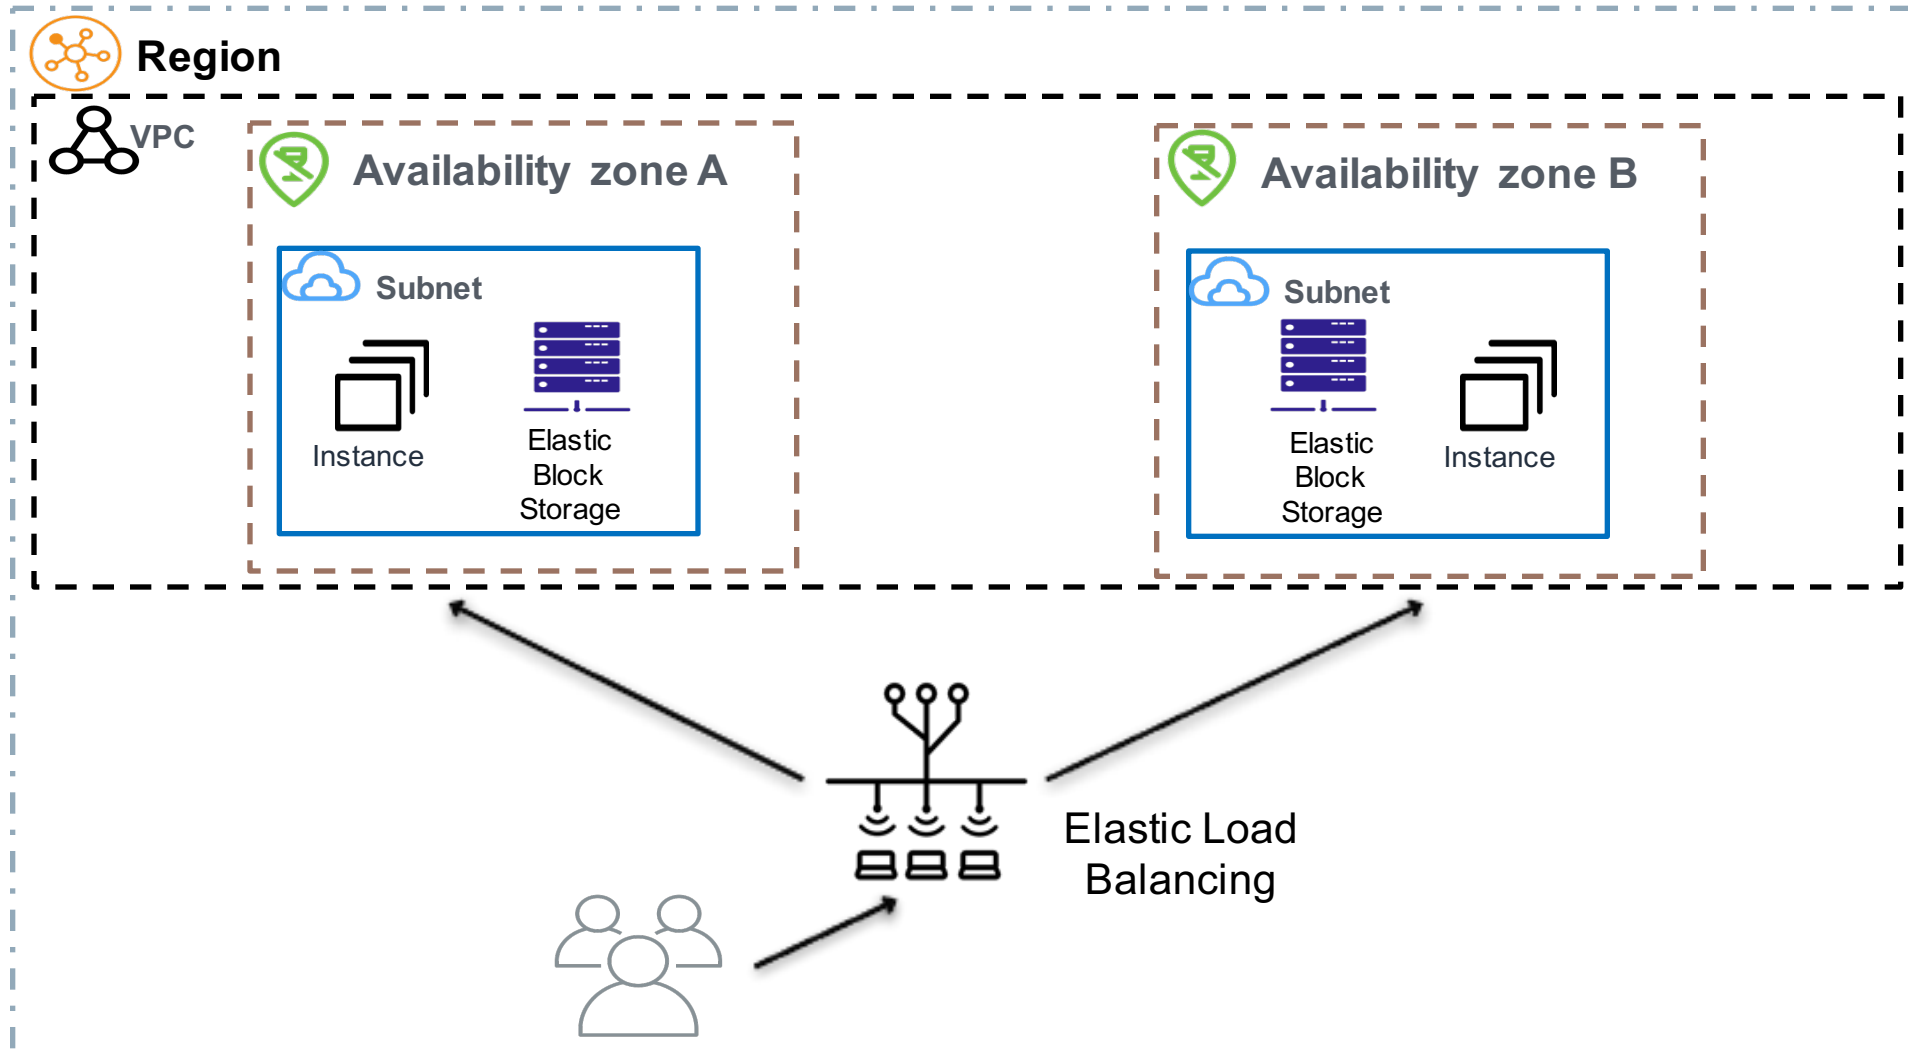 Region
VPC
Availability zone A
Subnet
Instance
Elastic
Block
Storage
Availability zone B
Subnet
Elastic
Block
Storage
Instance
Elastic Load
Balancing